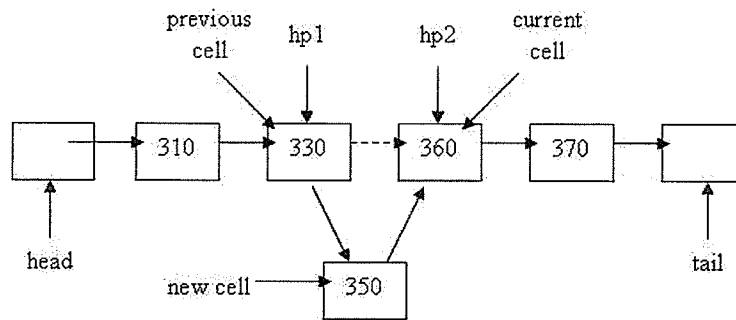 previous
cell
hp1
hp2
current
cell
310
330
360
370
head
new cell
350
tail